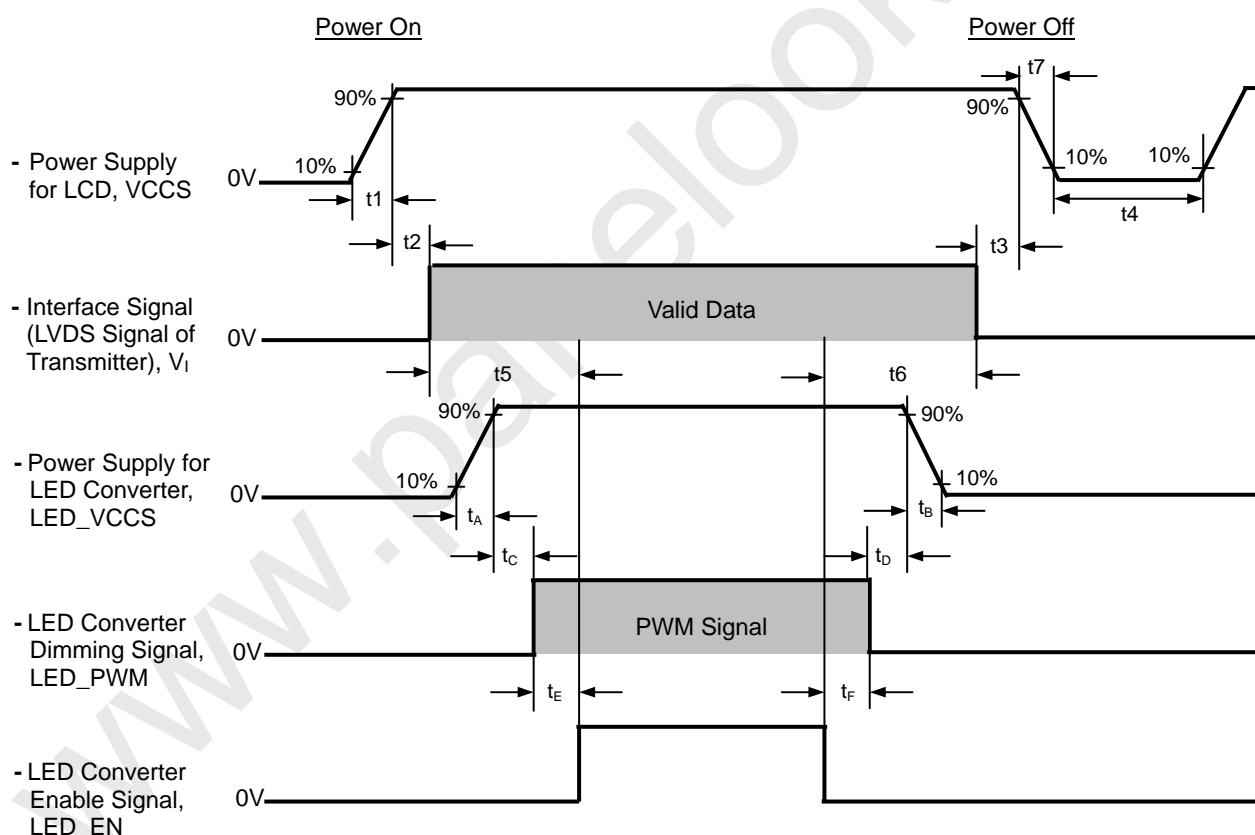 Power On
Power Off
t7
90%
90%
- Power Supply
for LCD, VCCS
0V
10%
10%
10%
t1
t4
t2
t3
- Interface Signal
(LVDS Signal of
Transmitter), VI
0V
Valid Data
t5
t6
90%
90%
- Power Supply for
LED Converter,
LED_VCCS
0V
10%
10%
tA
tB
tC
tD
- LED Converter
Dimming Signal,
LED_PWM
0V
PWM Signal
tE
tF
- LED Converter
Enable Signal,
LED_EN
0V